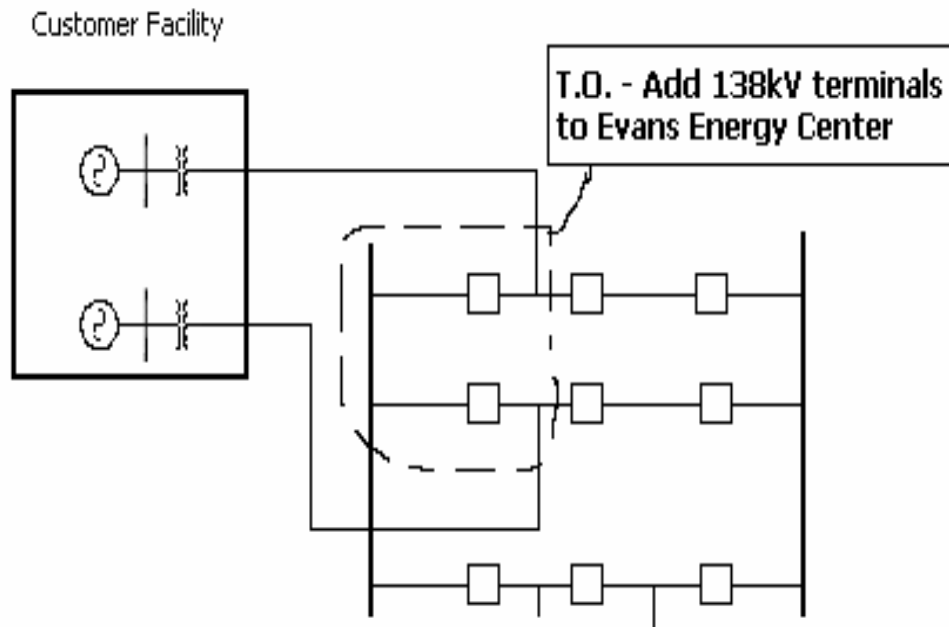 Customer Facility
T.O. - Add 138kV terminals
to Evans Energy Center